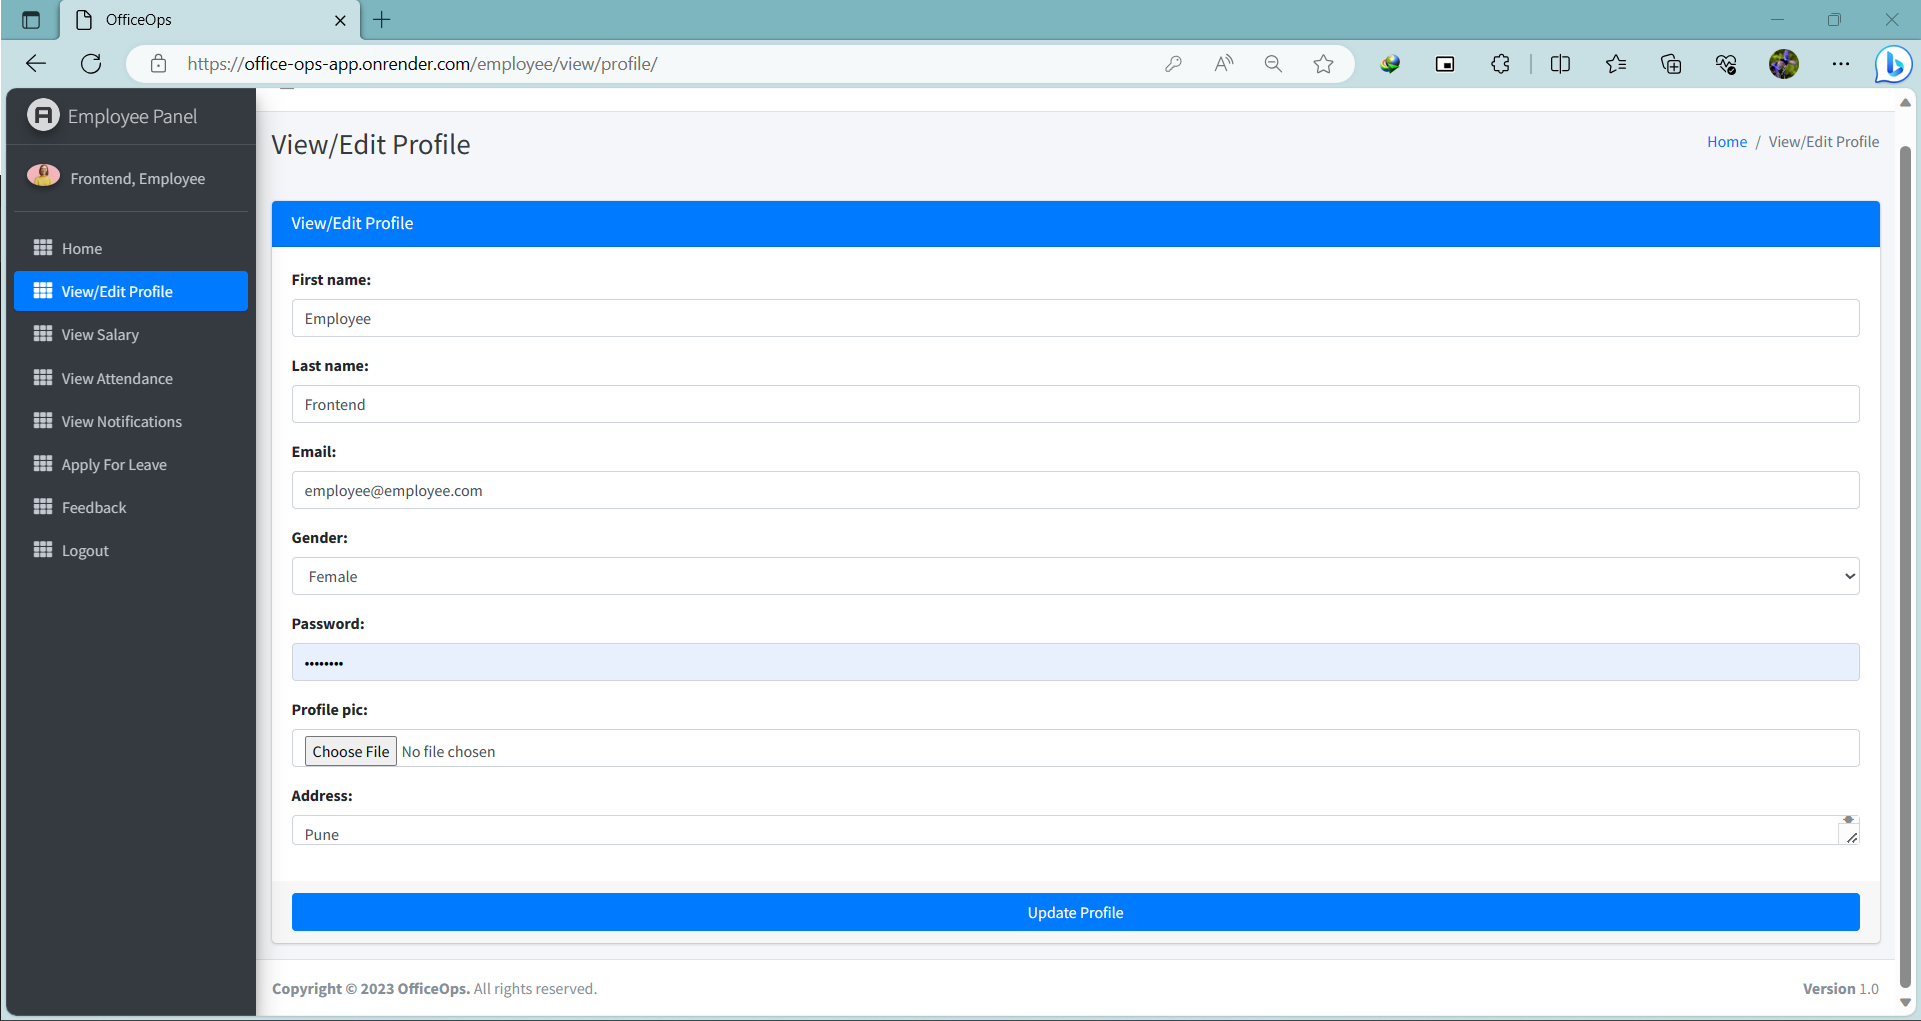 OfficeOps
https://office-ops-app.onrender.com/employee/view/profile/
Employee Panel
Frontend, Employee
Home
View/Edit Profile
View Salary
View Attendance
View Notifications
Apply For Leave
Feedback
Logout
View/Edit Profile
Home / View/Edit Profile
View/Edit Profile
First name:
Employee
Last name:
Frontend
Email:
employee@employee.com
Gender:
Female
Password:
••••••••
Profile pic:
Choose File No file chosen
Address:
Pune
Update Profile
Copyright © 2023 OfficeOps. All rights reserved.
Version 1.0